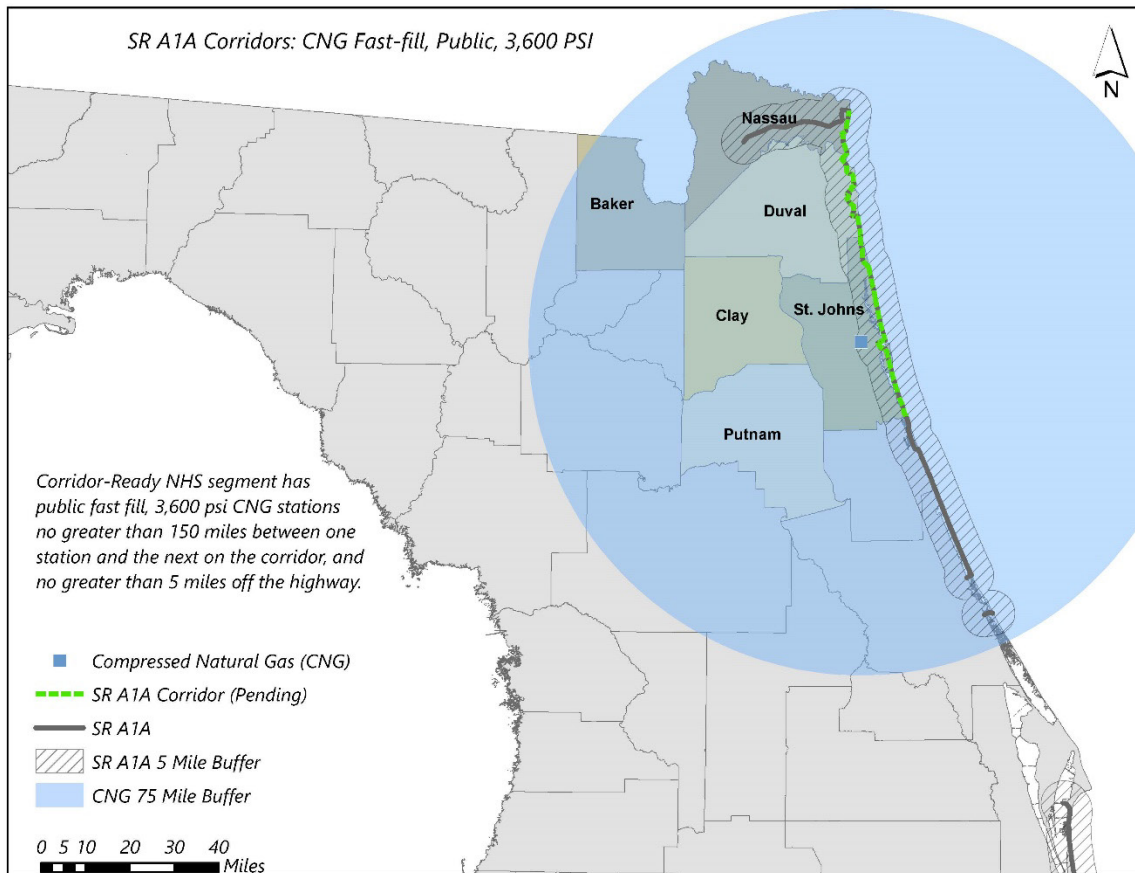 SR A1A Corridors: CNG Fast-fill, Public, 3,600 PSI
N
Nassau
Baker
Duval
Clay
St. Johns
Putnam
Corridor-Ready NHS segment has
public fast fill, 3,600 psi CNG stations
no greater than 150 miles between one
station and the next on the corridor, and
no greater than 5 miles off the highway.
Compressed Natural Gas (CNG)
SR A1A Corridor (Pending)
SR A1A
SR A1A 5 Mile Buffer
CNG 75 Mile Buffer
0 5 10 20 30 40
Miles